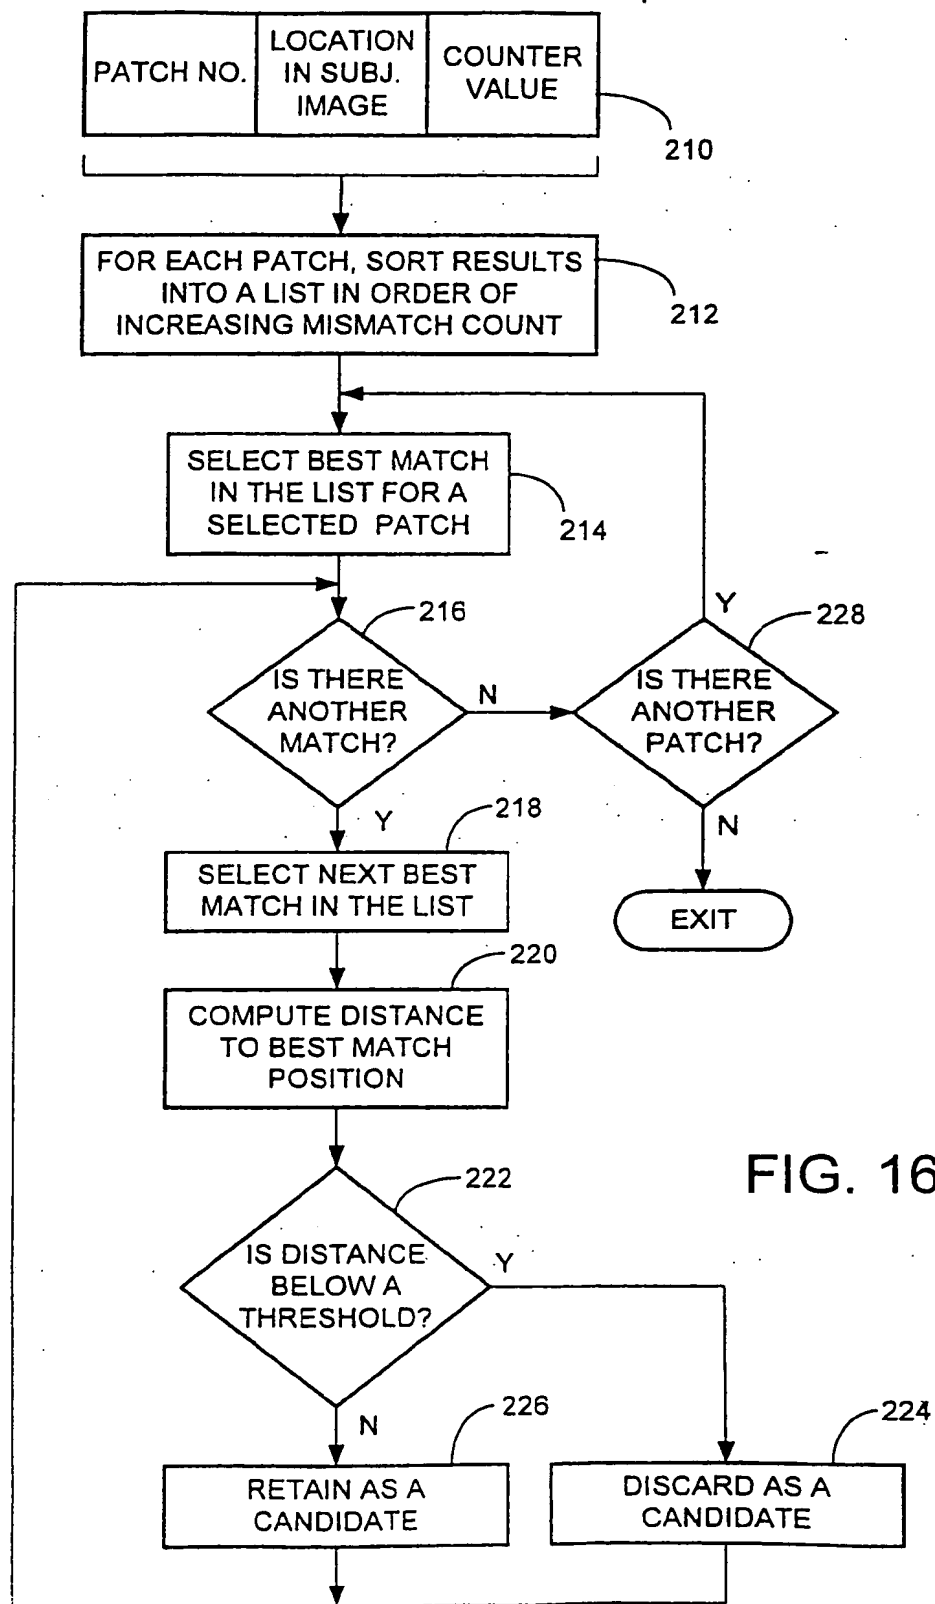 PATCH NO.
LOCATION
IN SUBJ.
IMAGE
COUNTER
VALUE
210
FOR EACH PATCH, SORT RESULTS
INTO A LIST IN ORDER OF
INCREASING MISMATCH COUNT
212
SELECT BEST MATCH
IN THE LIST FOR A
SELECTED PATCH
214
216
IS THERE
ANOTHER
MATCH?
N
Y
228
IS THERE
ANOTHER
PATCH?
Y
N
EXIT
218
SELECT NEXT BEST
MATCH IN THE LIST
220
COMPUTE DISTANCE
TO BEST MATCH
POSITION
FIG. 16
222
IS DISTANCE
BELOW A
THRESHOLD?
Y
N
226
RETAIN AS A
CANDIDATE
224
DISCARD AS A
CANDIDATE